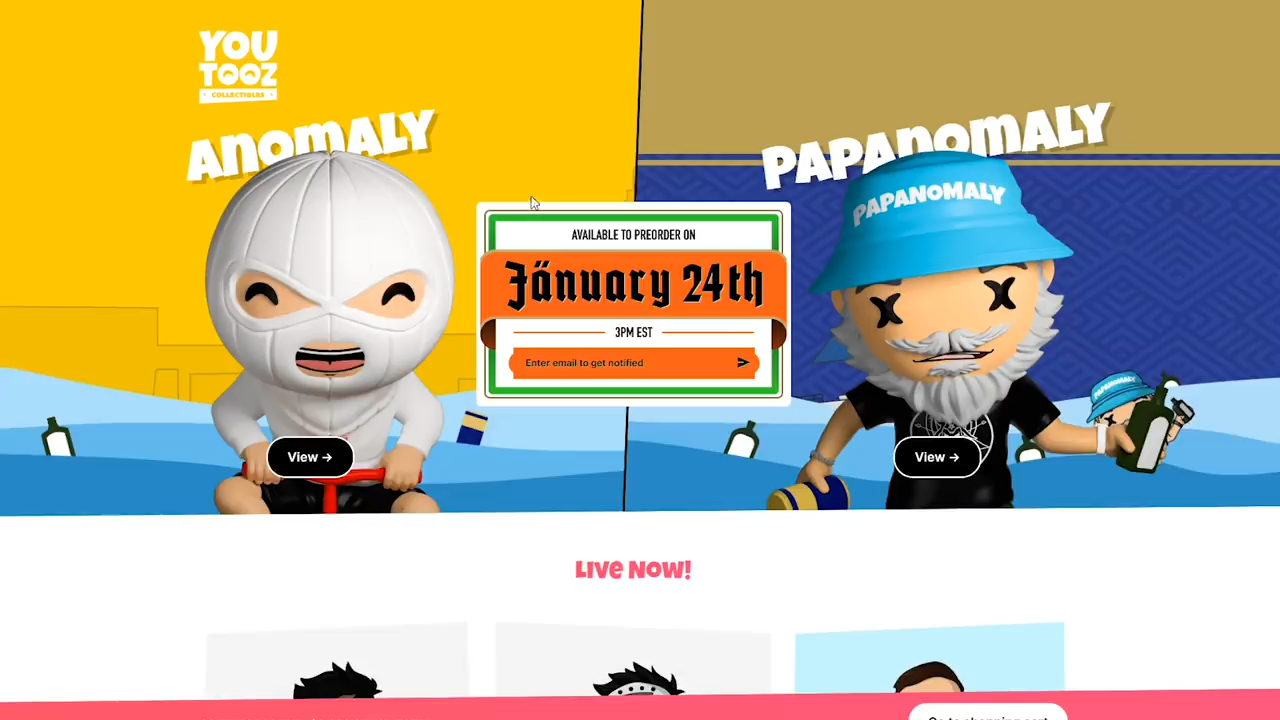 YOU
TOOZ
COLLECTIBLES
ANOMALY
PAPANOMALY
PAPANOMALY
AVAILABLE TO PREORDER ON
Jänuary 24th
3PM EST
Enter email to get notified
PAPANOMALY
View →
View →
LIVE NOW!